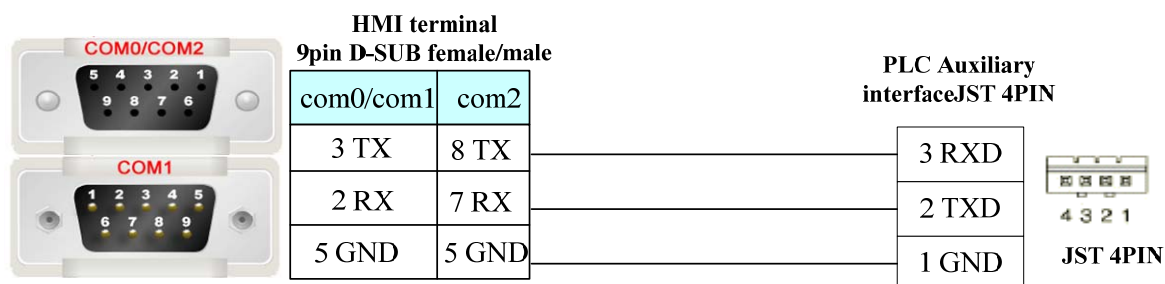 HMI terminal
9pin D-SUB female/male
COM0/COM2
5 4 3 2 1
9 8 7 6
COM1
1 2 3 4 5
6 7 8 9
com0/com1 com2
3 TX 8 TX
2 RX 7 RX
5 GND 5 GND
PLC Auxiliary
interfaceJST 4PIN
3 RXD
2 TXD
1 GND
4 3 2 1
JST 4PIN